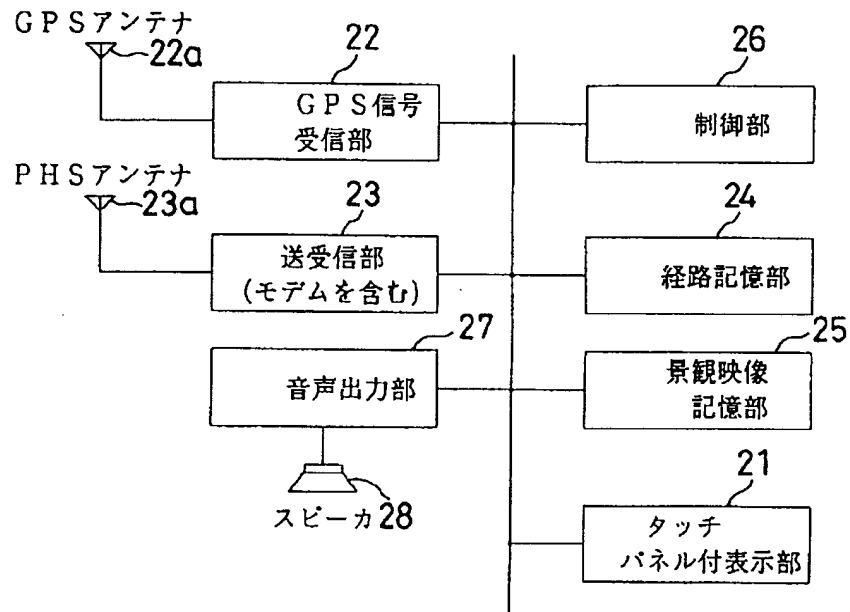 GPSアンテナ
22a
22
GPS信号
受信部
26
制御部
PHSアンテナ
23a
23
送受信部
(モデムを含む)
24
経路記憶部
27
音声出力部
25
景観映像
記憶部
スピーカ28
21
タッチ
パネル付表示部